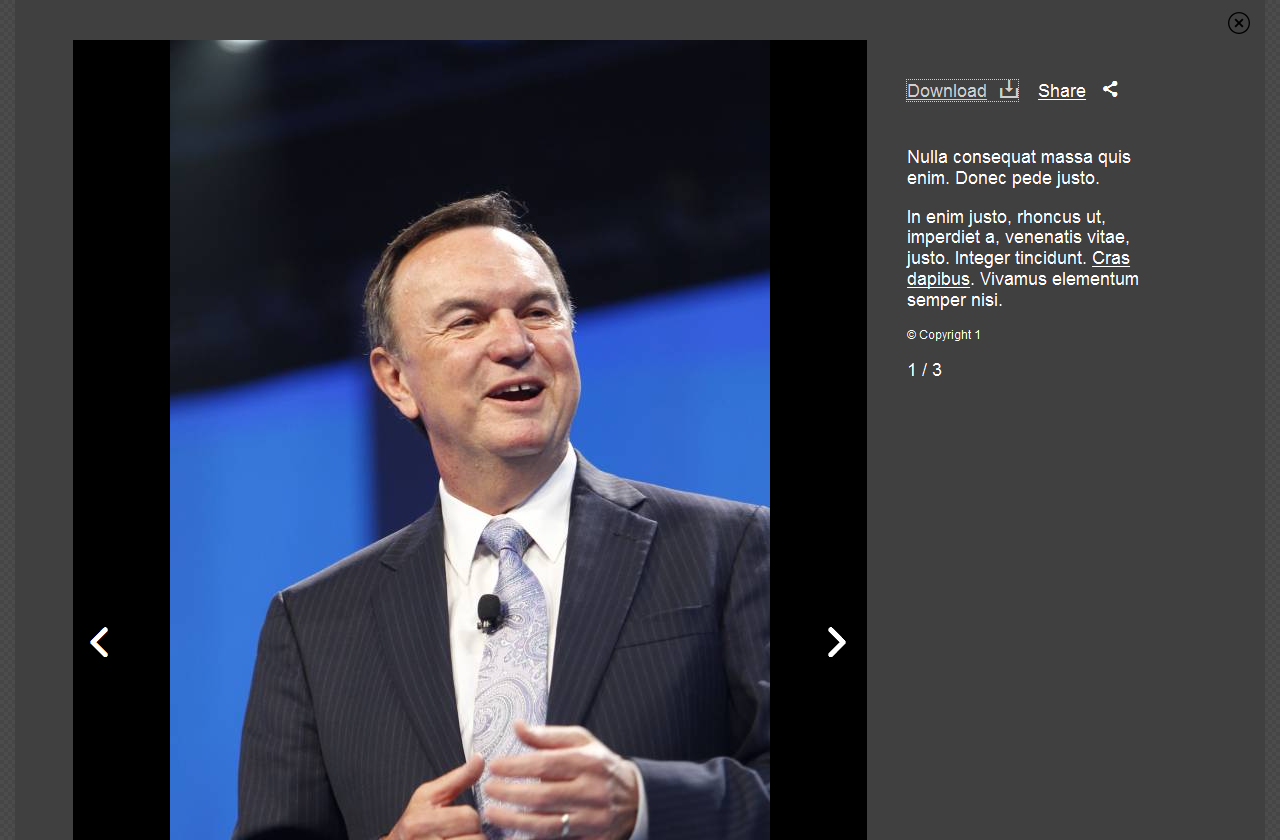 Download Share
Nulla consequat massa quis
enim. Donec pede justo.
In enim justo, rhoncus ut,
imperdiet a, venenatis vitae,
justo. Integer tincidunt. Cras
dapibus. Vivamus elementum
semper nisi.
© Copyright 1
1 / 3